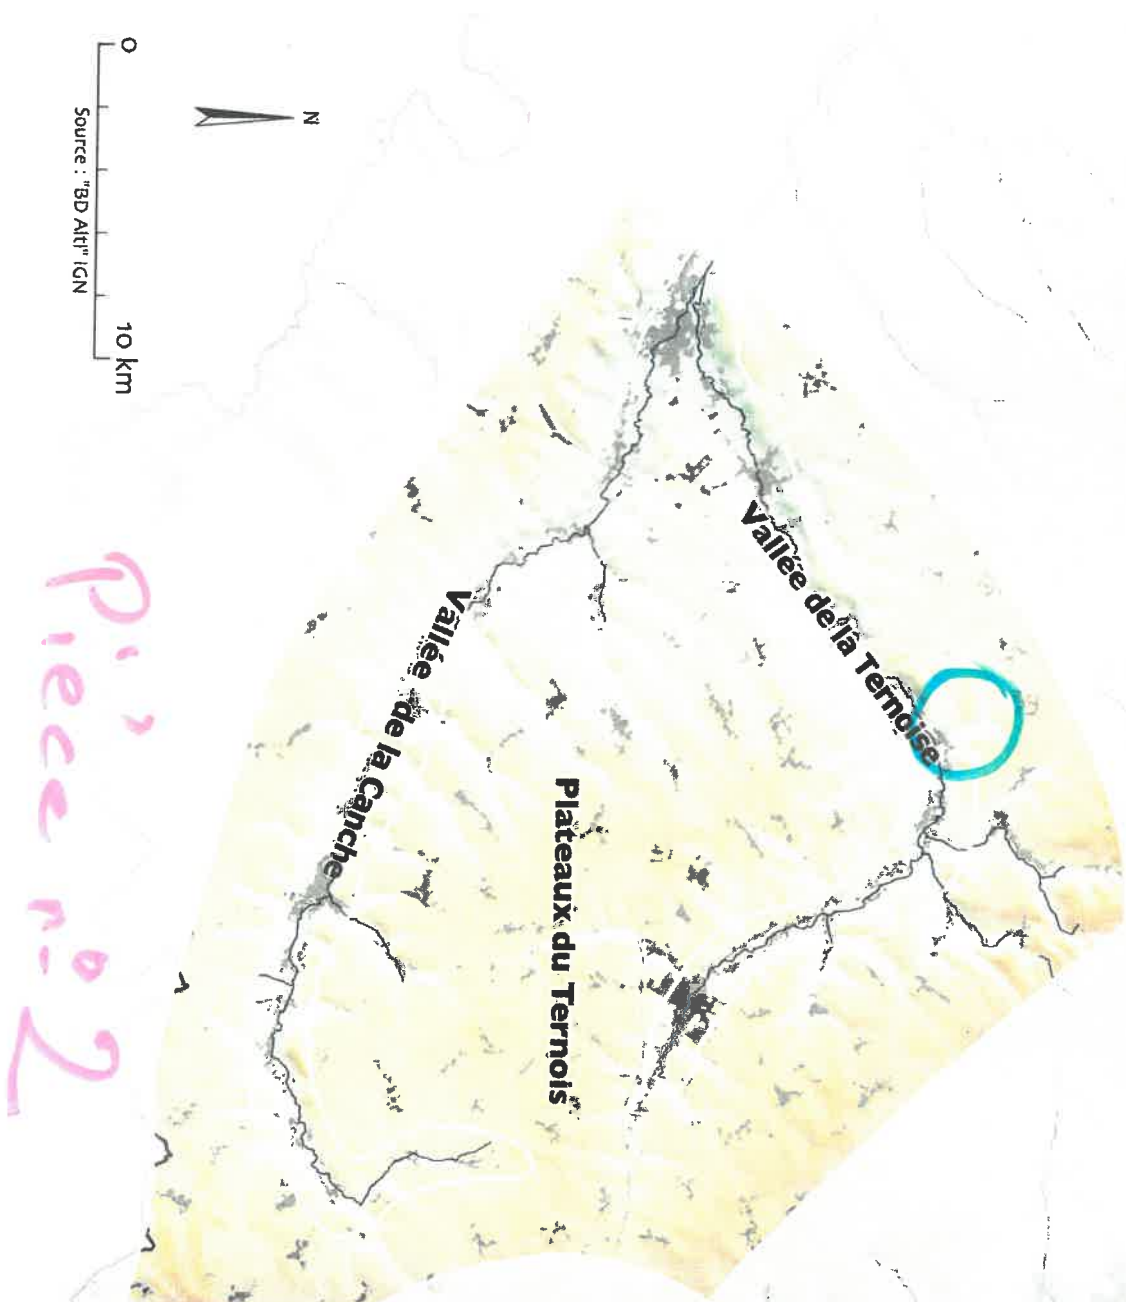 Vallée de la Ternoise
Plateaux du Ternois
Vallée de la Canche
N
0 10 km
Source : "BD Alti" IGN
Pièce n° 2